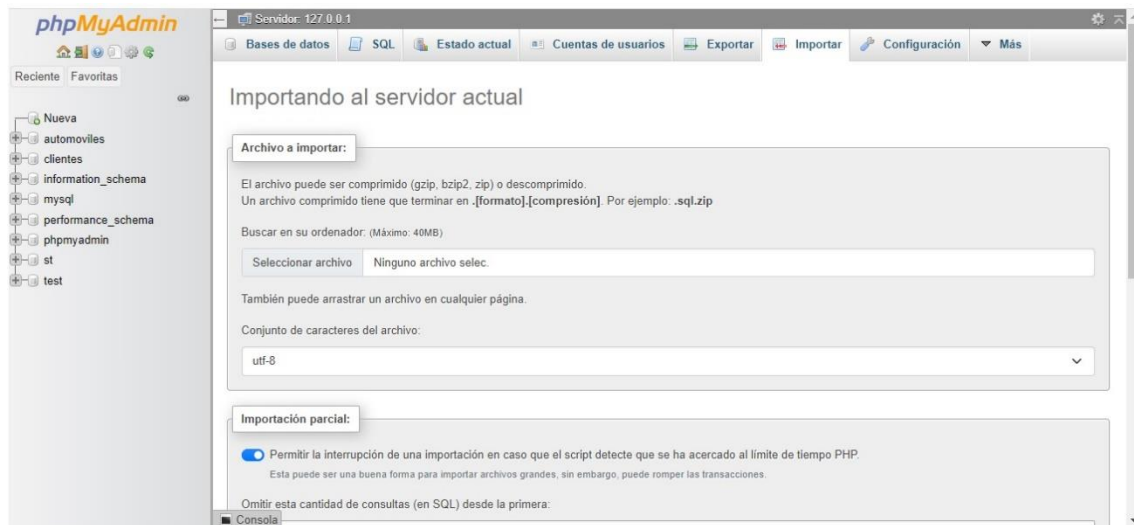 phpMyAdmin
Reciente Favoritas
Nueva
automoviles
clientes
information_schema
mysql
performance_schema
phpmyadmin
st
test
Servidor: 127.0.0.1
Bases de datos SQL Estado actual Cuentas de usuarios Exportar Importar Configuración Más
Importando al servidor actual
Archivo a importar:
El archivo puede ser comprimido (gzip, bzip2, zip) o descomprimido.
Un archivo comprimido tiene que terminar en .[formato].[compresión]. Por ejemplo: .sql.zip
Buscar en su ordenador: (Máximo: 40MB)
Seleccionar archivo Ninguno archivo selec.
También puede arrastrar un archivo en cualquier página.
Conjunto de caracteres del archivo:
utf-8
Importación parcial:
Permitir la interrupción de una importación en caso que el script detecte que se ha acercado al límite de tiempo PHP.
Esta puede ser una buena forma para importar archivos grandes, sin embargo, puede romper las transacciones.
Omitir esta cantidad de consultas (en SQL) desde la primera:
Consola